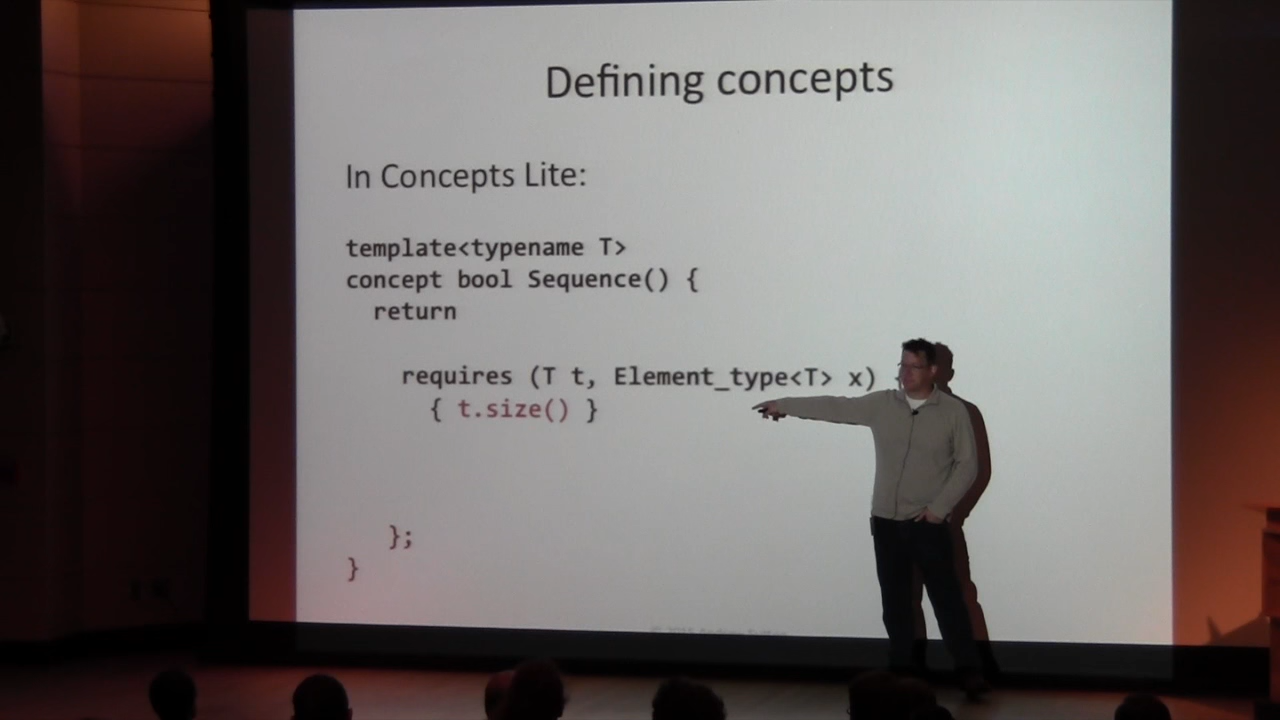 Defining concepts
In Concepts Lite:
template<typename T>
concept bool Sequence() {
return
requires (T t, Element_type<T> x)
{ t.size() }
};
}